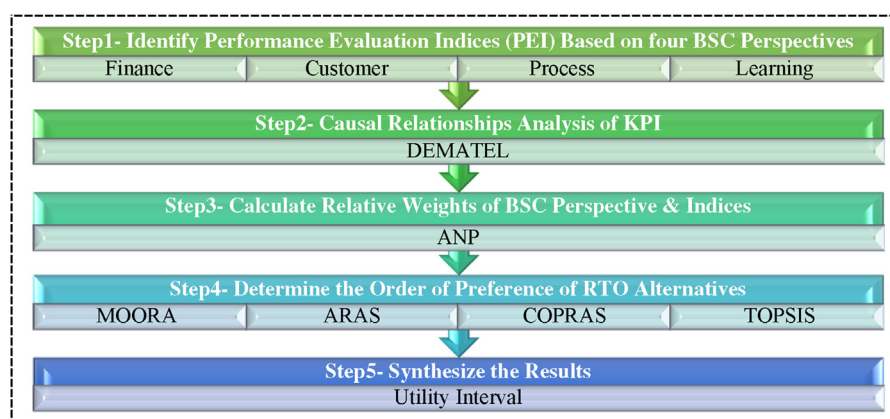 Step1- Identify Performance Evaluation Indices (PEI) Based on four BSC Perspectives
Finance Customer Process Learning
Step2- Causal Relationships Analysis of KPI
DEMATEL
Step3- Calculate Relative Weights of BSC Perspective & Indices
ANP
Step4- Determine the Order of Preference of RTO Alternatives
MOORA ARAS COPRAS TOPSIS
Step5- Synthesize the Results
Utility Interval